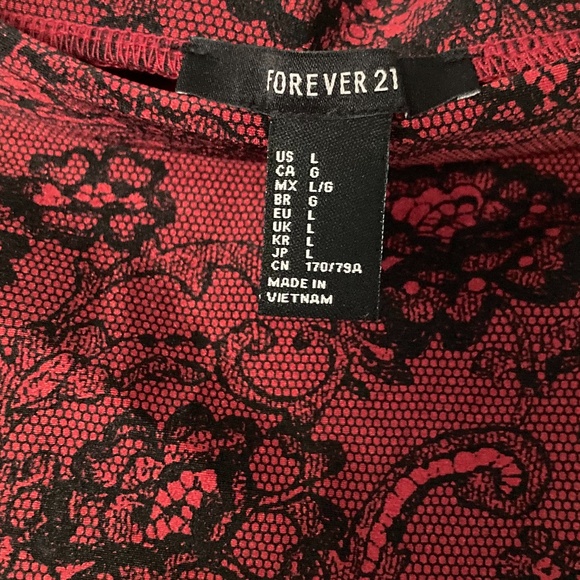 FOREVER 21
US L
CA G
MX L/G
BR G
EU L
UK L
KR L
JP L
CN 170/79A
MADE IN
VIETNAM